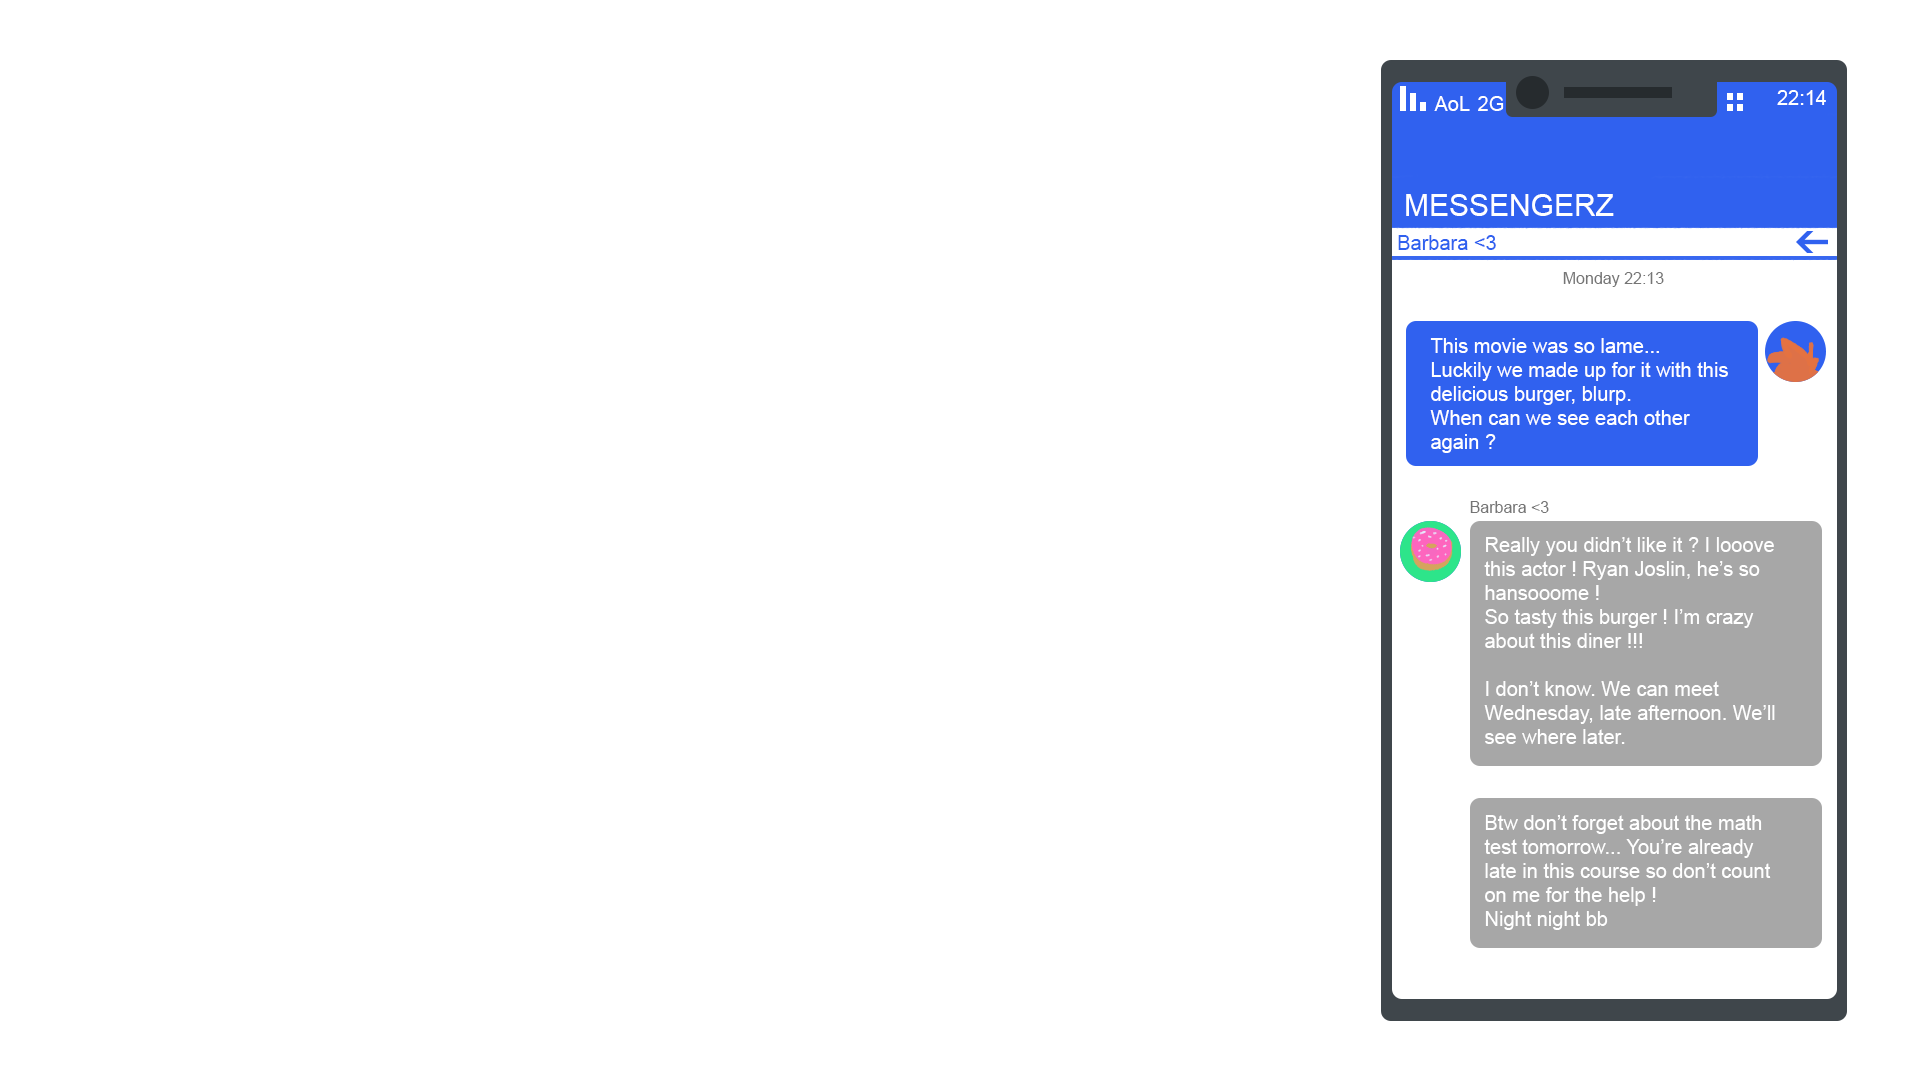 AoL 2G
22:14
MESSENGERZ
Barbara <3
Monday 22:13
This movie was so lame...
Luckily we made up for it with this
delicious burger, blurp.
When can we see each other
again ?
Barbara <3
Really you didn’t like it ? I looove
this actor ! Ryan Joslin, he’s so
hansooome !
So tasty this burger ! I’m crazy
about this diner !!!
I don’t know. We can meet
Wednesday, late afternoon. We’ll
see where later.
Btw don’t forget about the math
test tomorrow... You’re already
late in this course so don’t count
on me for the help !
Night night bb